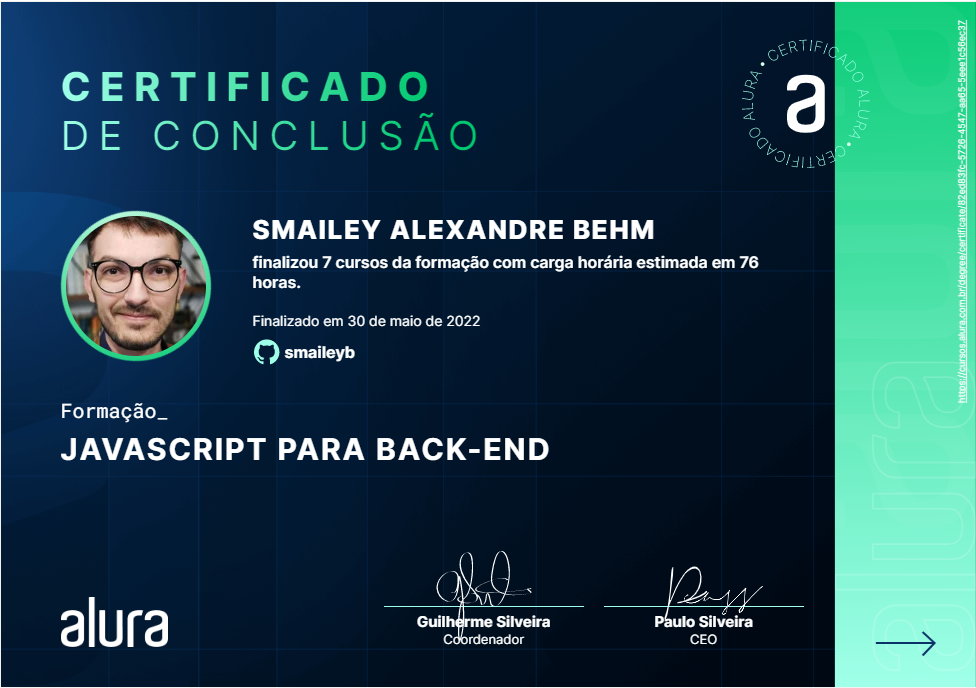 CERTIFICADO
DE CONCLUSÃO
CERTIFICADO ALURA • CERTIFICADO ALURA •
a
SMAILEY ALEXANDRE BEHM
finalizou 7 cursos da formação com carga horária estimada em 76
horas.
Finalizado em 30 de maio de 2022
smaileyb
Formação_
JAVASCRIPT PARA BACK-END
alura
Guilherme Silveira
Coordenador
Paulo Silveira
CEO
alura
https://cursos.alura.com.br/degree/certificate/82ed83fc-5726-4547-aa65-5eee1c56ec37